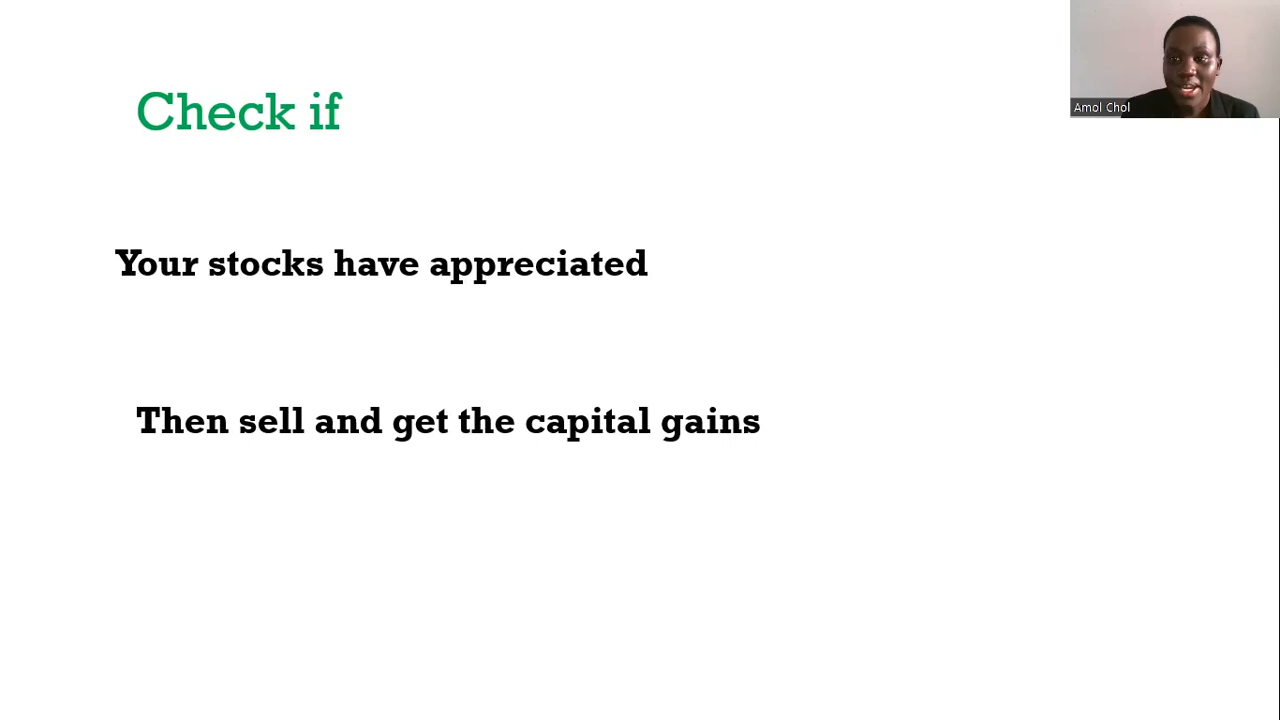 Check if
Your stocks have appreciated
Then sell and get the capital gains
Amol Chol